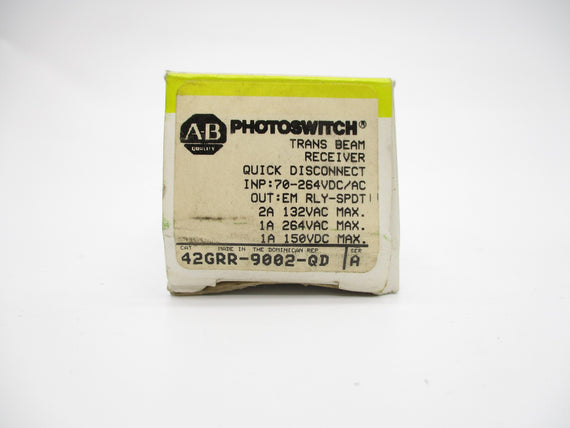 A-B
QUALITY
PHOTOSWITCH®
TRANS BEAM
RECEIVER
QUICK DISCONNECT
INP:70-264VDC/AC
OUT:EM RLY-SPDT
2A 132VAC MAX.
1A 264VAC MAX.
1A 150VDC MAX.
CAT MADE IN THE DOMINICAN REP SER
42GRR-9002-QD A